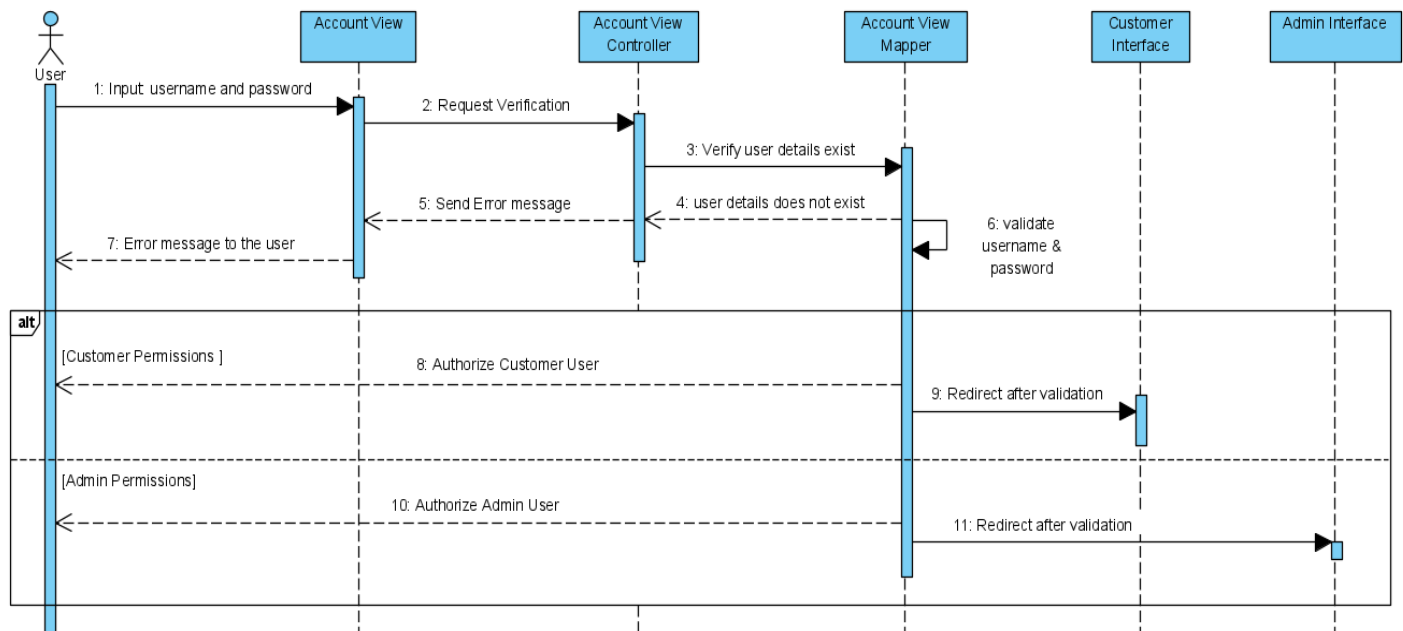 Account View
Account View
Controller
Account View
Mapper
Customer
Interface
Admin Interface
User
1: Input: username and password
2: Request Verification
3: Verify user details exist
4: user details does not exist
5: Send Error message
6: validate
username &
password
7: Error message to the user
alt
[Customer Permissions ]
8: Authorize Customer User
9: Redirect after validation
[Admin Permissions]
10: Authorize Admin User
11: Redirect after validation